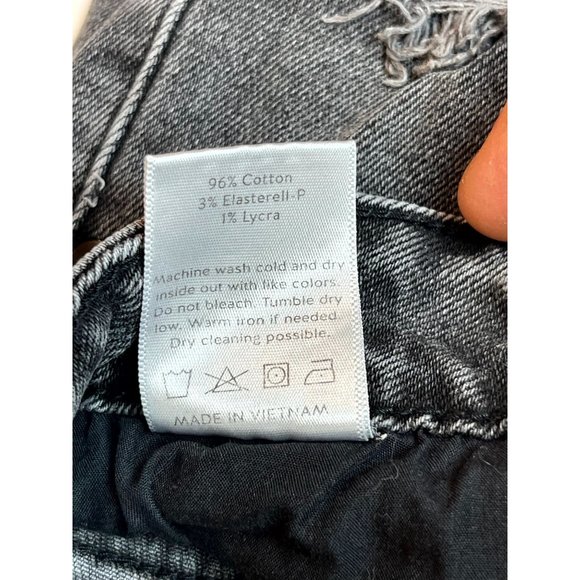 96% Cotton
3% Elasterell-P
1% Lycra
Machine wash cold and dry
inside out with like colors.
Do not bleach. Tumble dry
low. Warm iron if needed.
Dry cleaning possible.
MADE IN VIETNAM